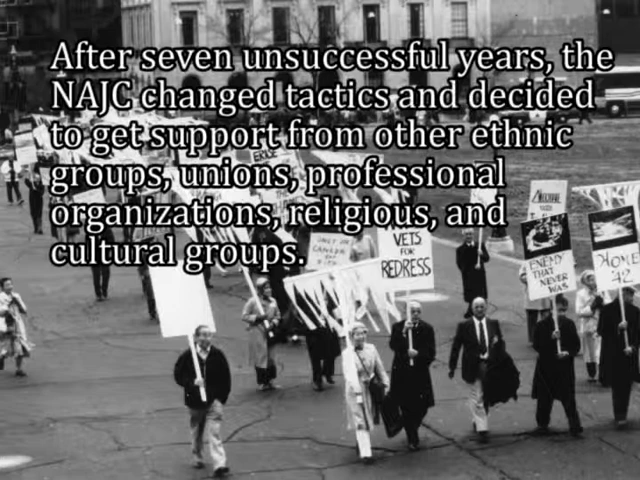 After seven unsuccessful years, the
NAJC changed tactics and decided
to get support from other ethnic
groups, unions, professional
organizations, religious, and
cultural groups.
VETS
FOR
REDRESS
ENEMY
THAT
NEVER
WAS
HOME
'42